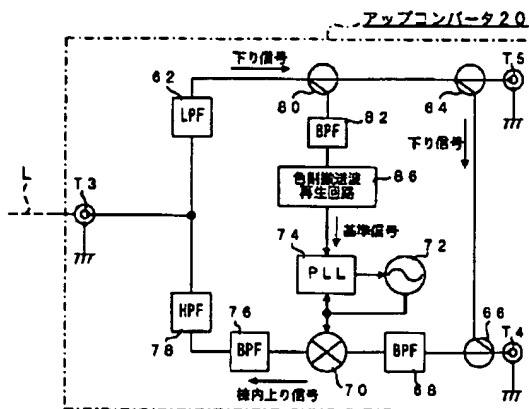 アップコンバータ20
下り信号
T5
62
80
64
LPF
82
BPF
下り信号
色副搬送波
再生回路
86
L
T3
74
基準信号
72
PLL
HPF
78
76
BPF
70
BPF
68
66
T4
棟内上り信号